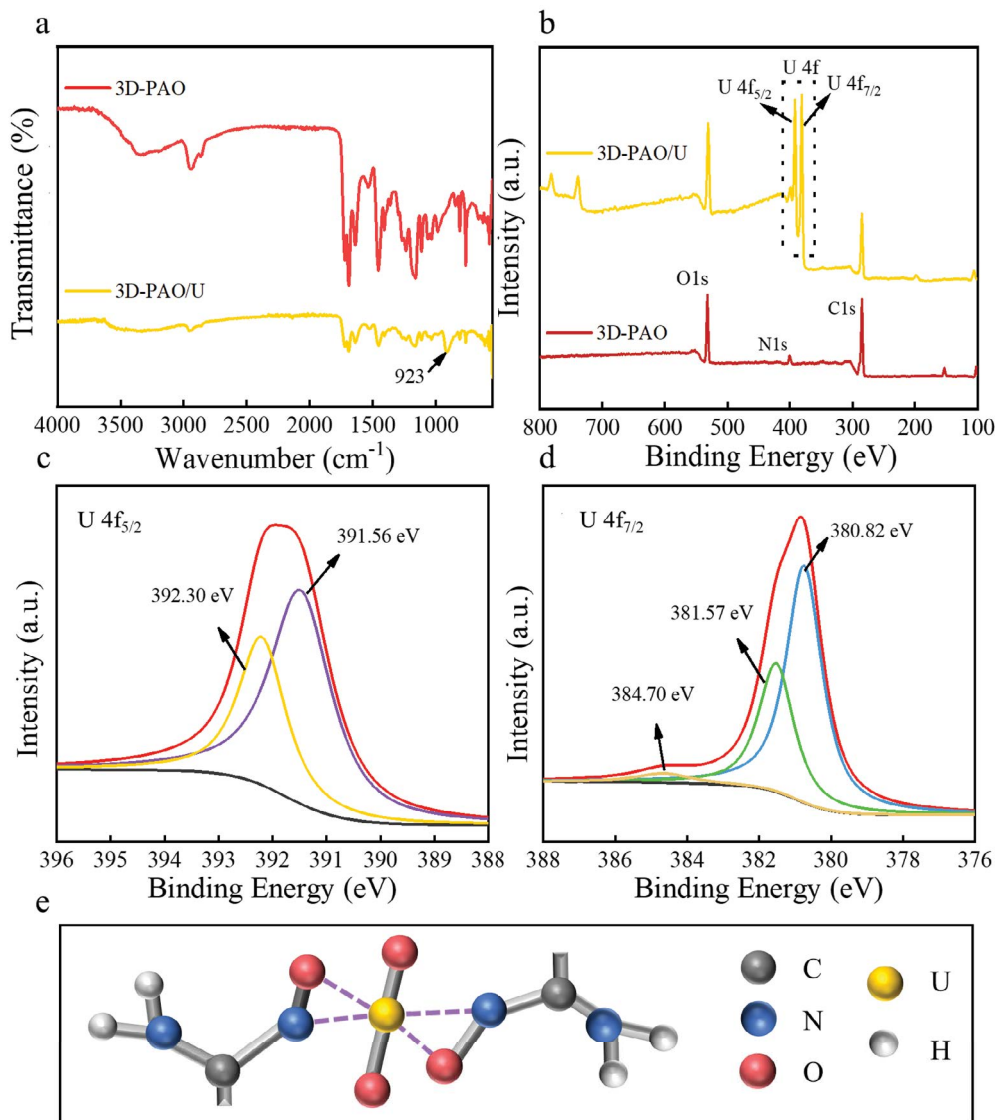 a
3D-PAO
3D-PAO/U
923
Transmittance (%)
4000 3500 3000 2500 2000 1500 1000
Wavenumber (cm⁻¹)
b
U 4f
U 4f₅/₂
U 4f₇/₂
3D-PAO/U
O1s
N1s
C1s
3D-PAO
Intensity (a.u.)
800 700 600 500 400 300 200 100
Binding Energy (eV)
c
U 4f₅/₂
391.56 eV
392.30 eV
Intensity (a.u.)
396 395 394 393 392 391 390 389 388
Binding Energy (eV)
d
U 4f₇/₂
380.82 eV
381.57 eV
384.70 eV
Intensity (a.u.)
388 386 384 382 380 378 376
Binding Energy (eV)
e
C
U
N
H
O